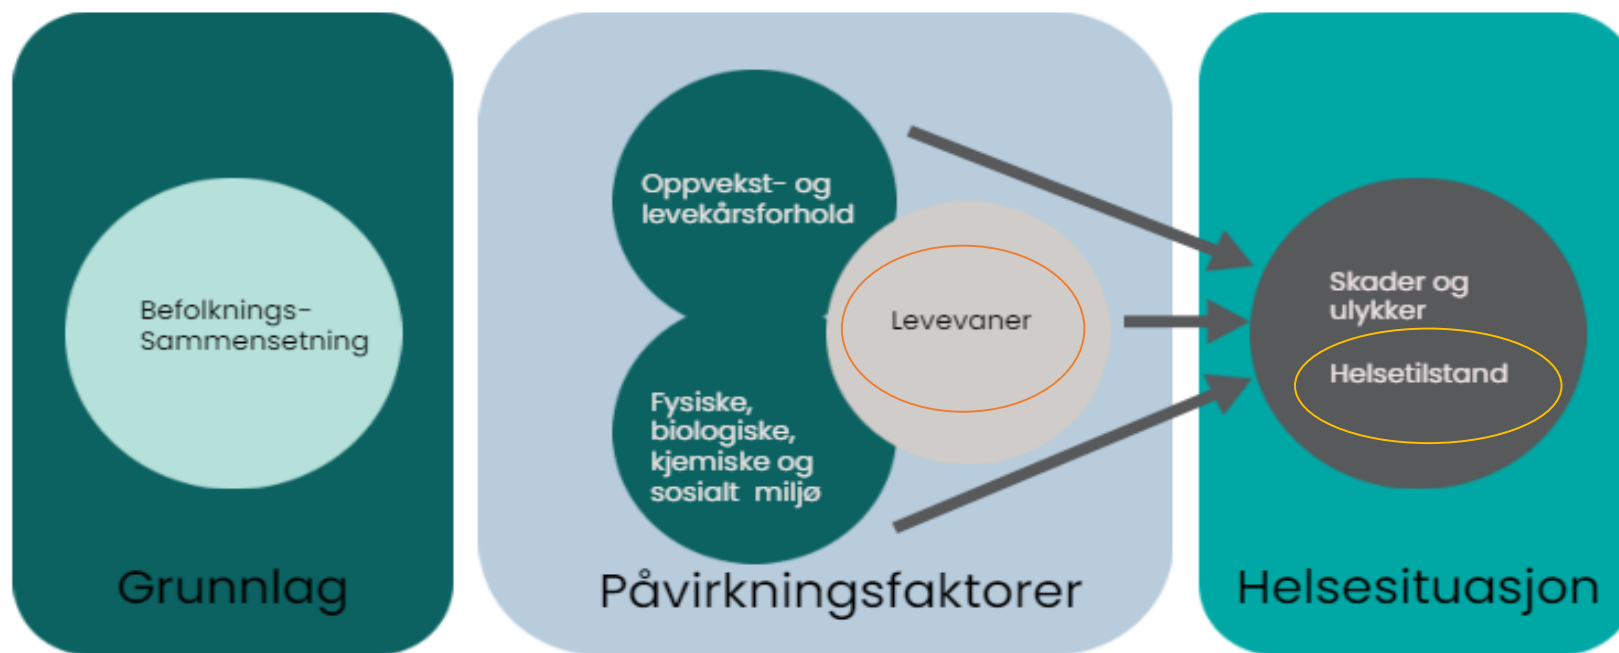 Befolknings-
Sammensetning
Grunnlag
Oppvekst- og
levekårsforhold
Levevaner
Fysiske,
biologiske,
kjemiske og
sosialt miljø
Påvirkningsfaktorer
Skader og
ulykker
Helsetilstand
Helsesituasjon